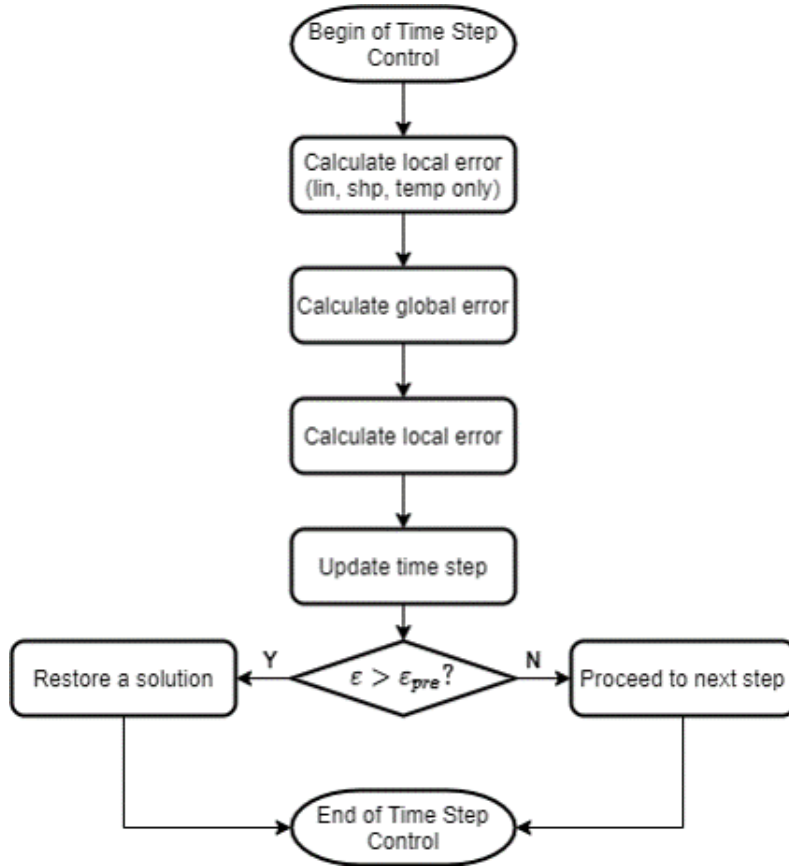 Begin of Time Step
Control
Calculate local error
(lin, shp, temp only)
Calculate global error
Calculate local error
Update time step
Y
ε > ε_pre?
N
Restore a solution
Proceed to next step
End of Time Step
Control